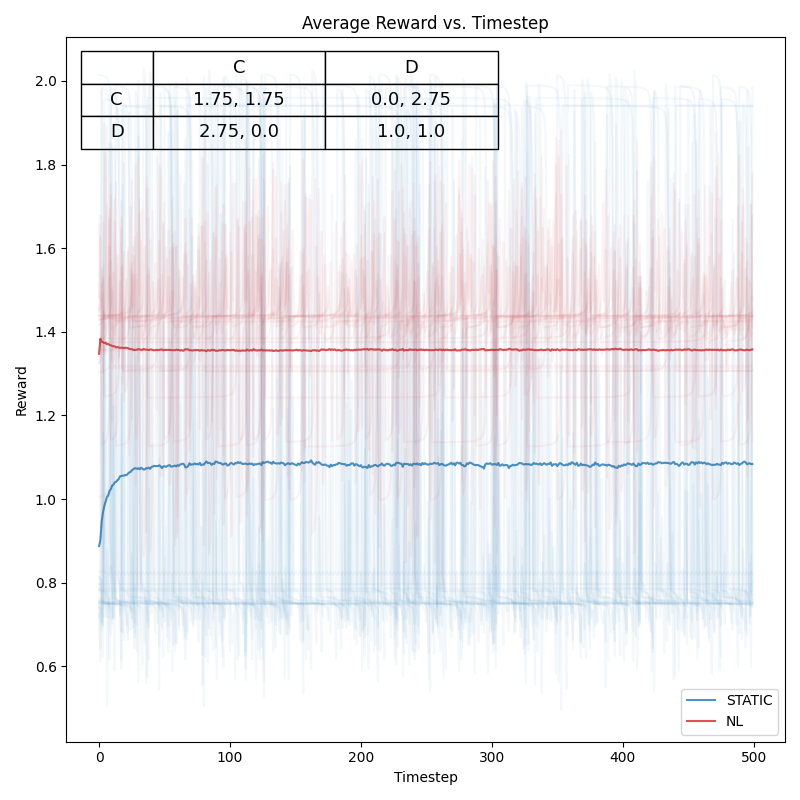 Average Reward vs. Timestep
C D
C 1.75, 1.75 0.0, 2.75
D 2.75, 0.0 1.0, 1.0
2.0
1.8
1.6
1.4
1.2
1.0
0.8
0.6
Reward
0 100 200 300 400 500
Timestep
STATIC
NL